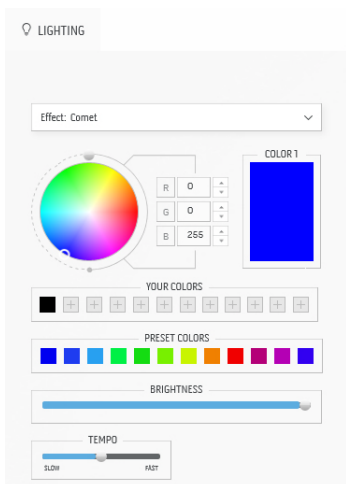 LIGHTING
Effect: Comet
COLOR 1
R 0
G 0
B 255
YOUR COLORS
PRESET COLORS
BRIGHTNESS
TEMPO
SLOW FAST